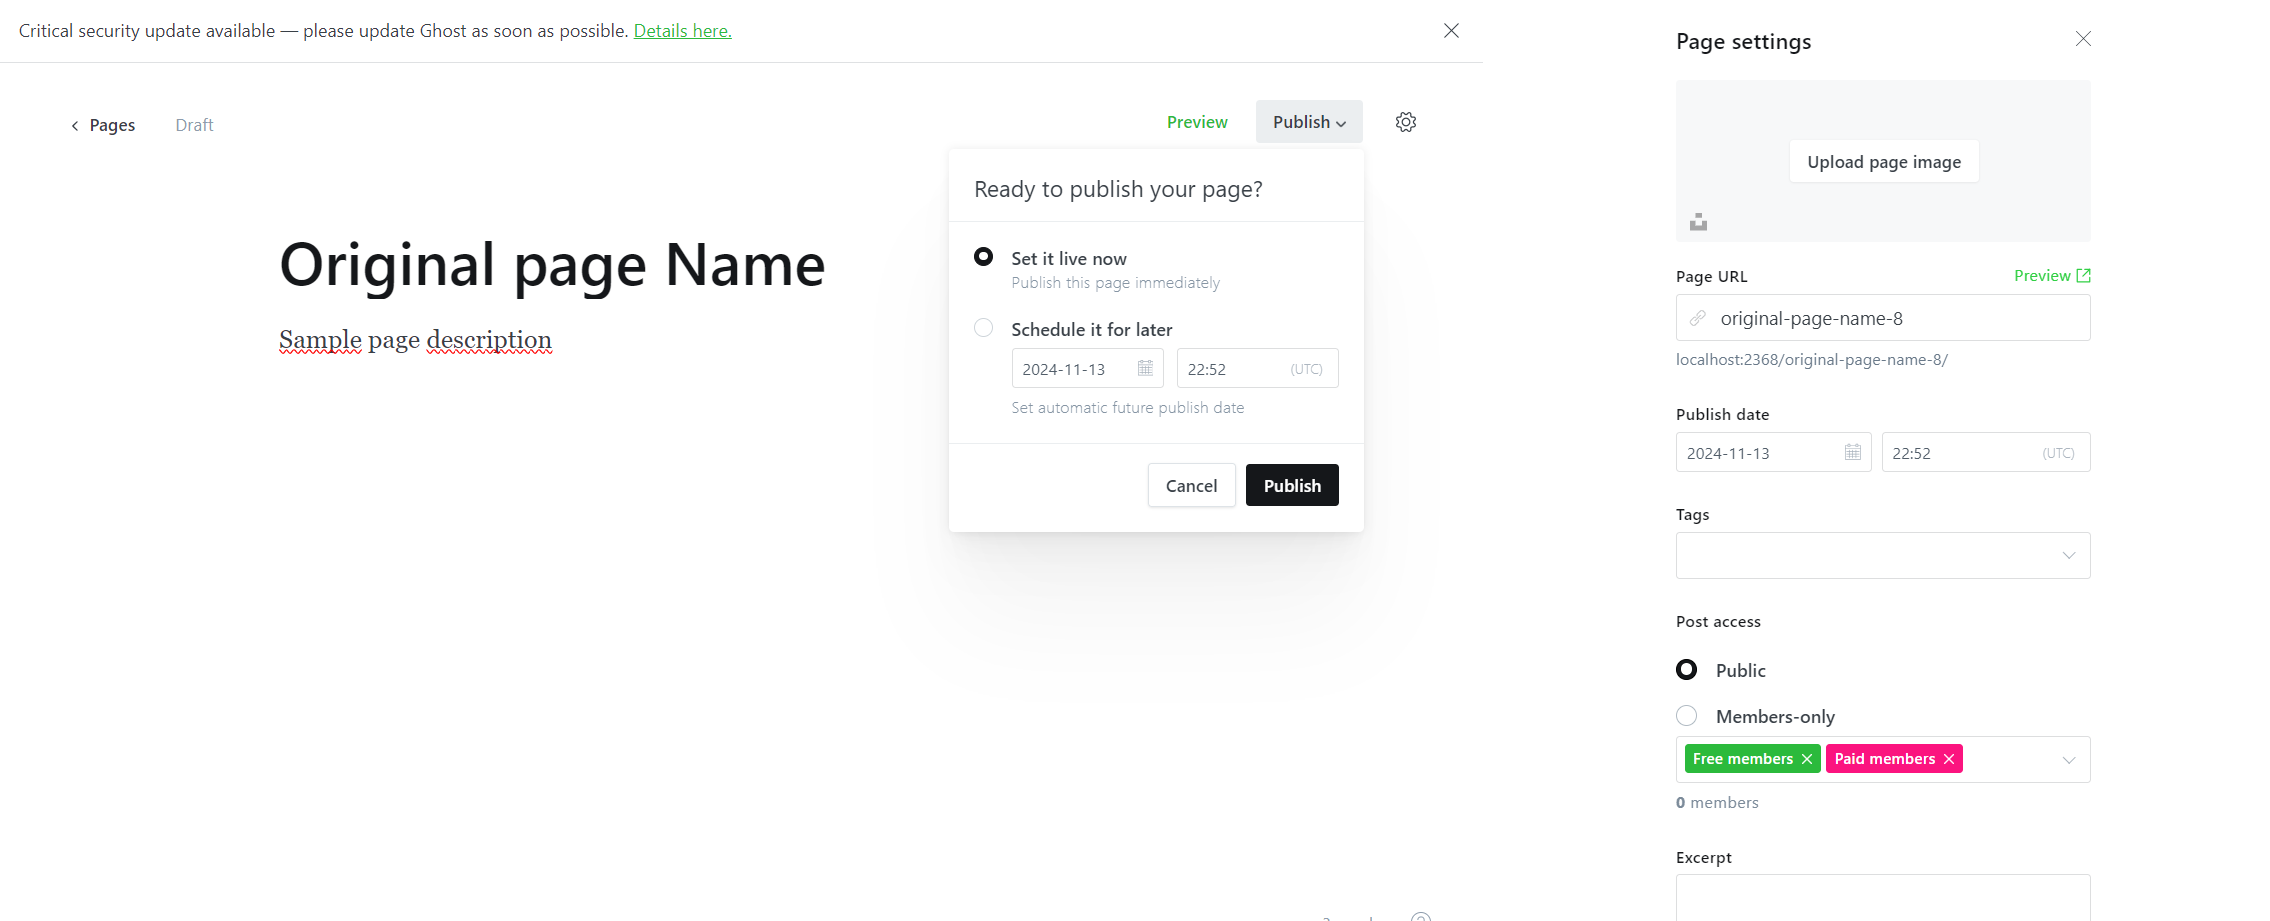 Critical security update available — please update Ghost as soon as possible. Details here.
Pages
Draft
Preview
Publish
Ready to publish your page?
Set it live now
Publish this page immediately
Schedule it for later
2024-11-13
22:52
(UTC)
Set automatic future publish date
Cancel
Publish
Original page Name
Sample page description
Page settings
Upload page image
Page URL
Preview
original-page-name-8
localhost:2368/original-page-name-8/
Publish date
2024-11-13
22:52
(UTC)
Tags
Post access
Public
Members-only
Free members
Paid members
0 members
Excerpt